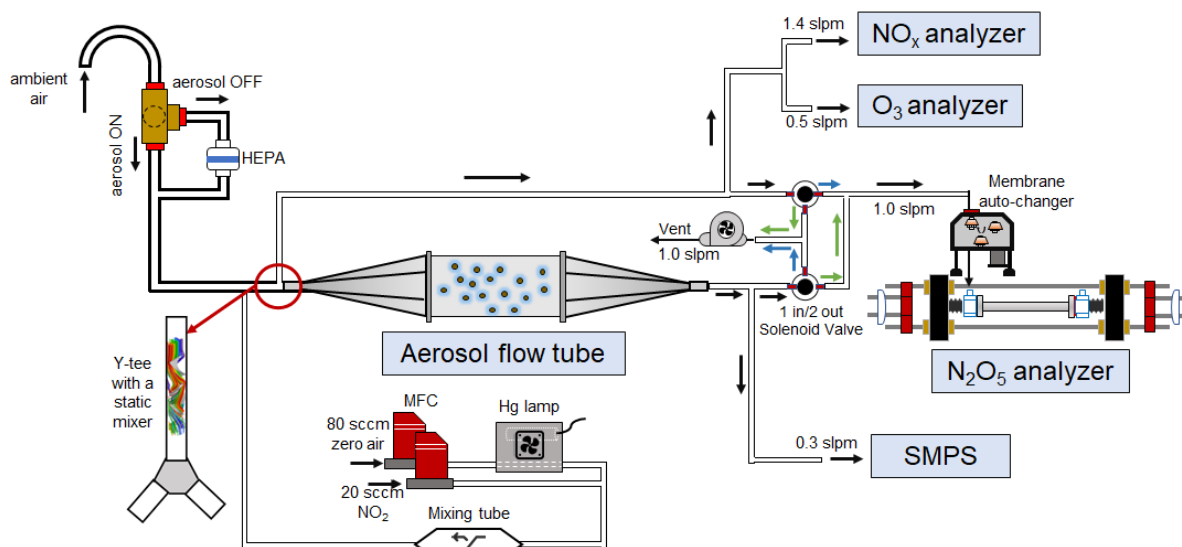 1.4 slpm
NOx analyzer
ambient
air
aerosol OFF
aerosol ON
HEPA
0.5 slpm
O3 analyzer
Membrane
auto-changer
1.0 slpm
Vent
1.0 slpm
1 in/2 out
Solenoid Valve
Aerosol flow tube
N2O5 analyzer
Y-tee
with a
static
mixer
MFC
Hg lamp
80 sccm
zero air
20 sccm
NO2
Mixing tube
0.3 slpm
SMPS